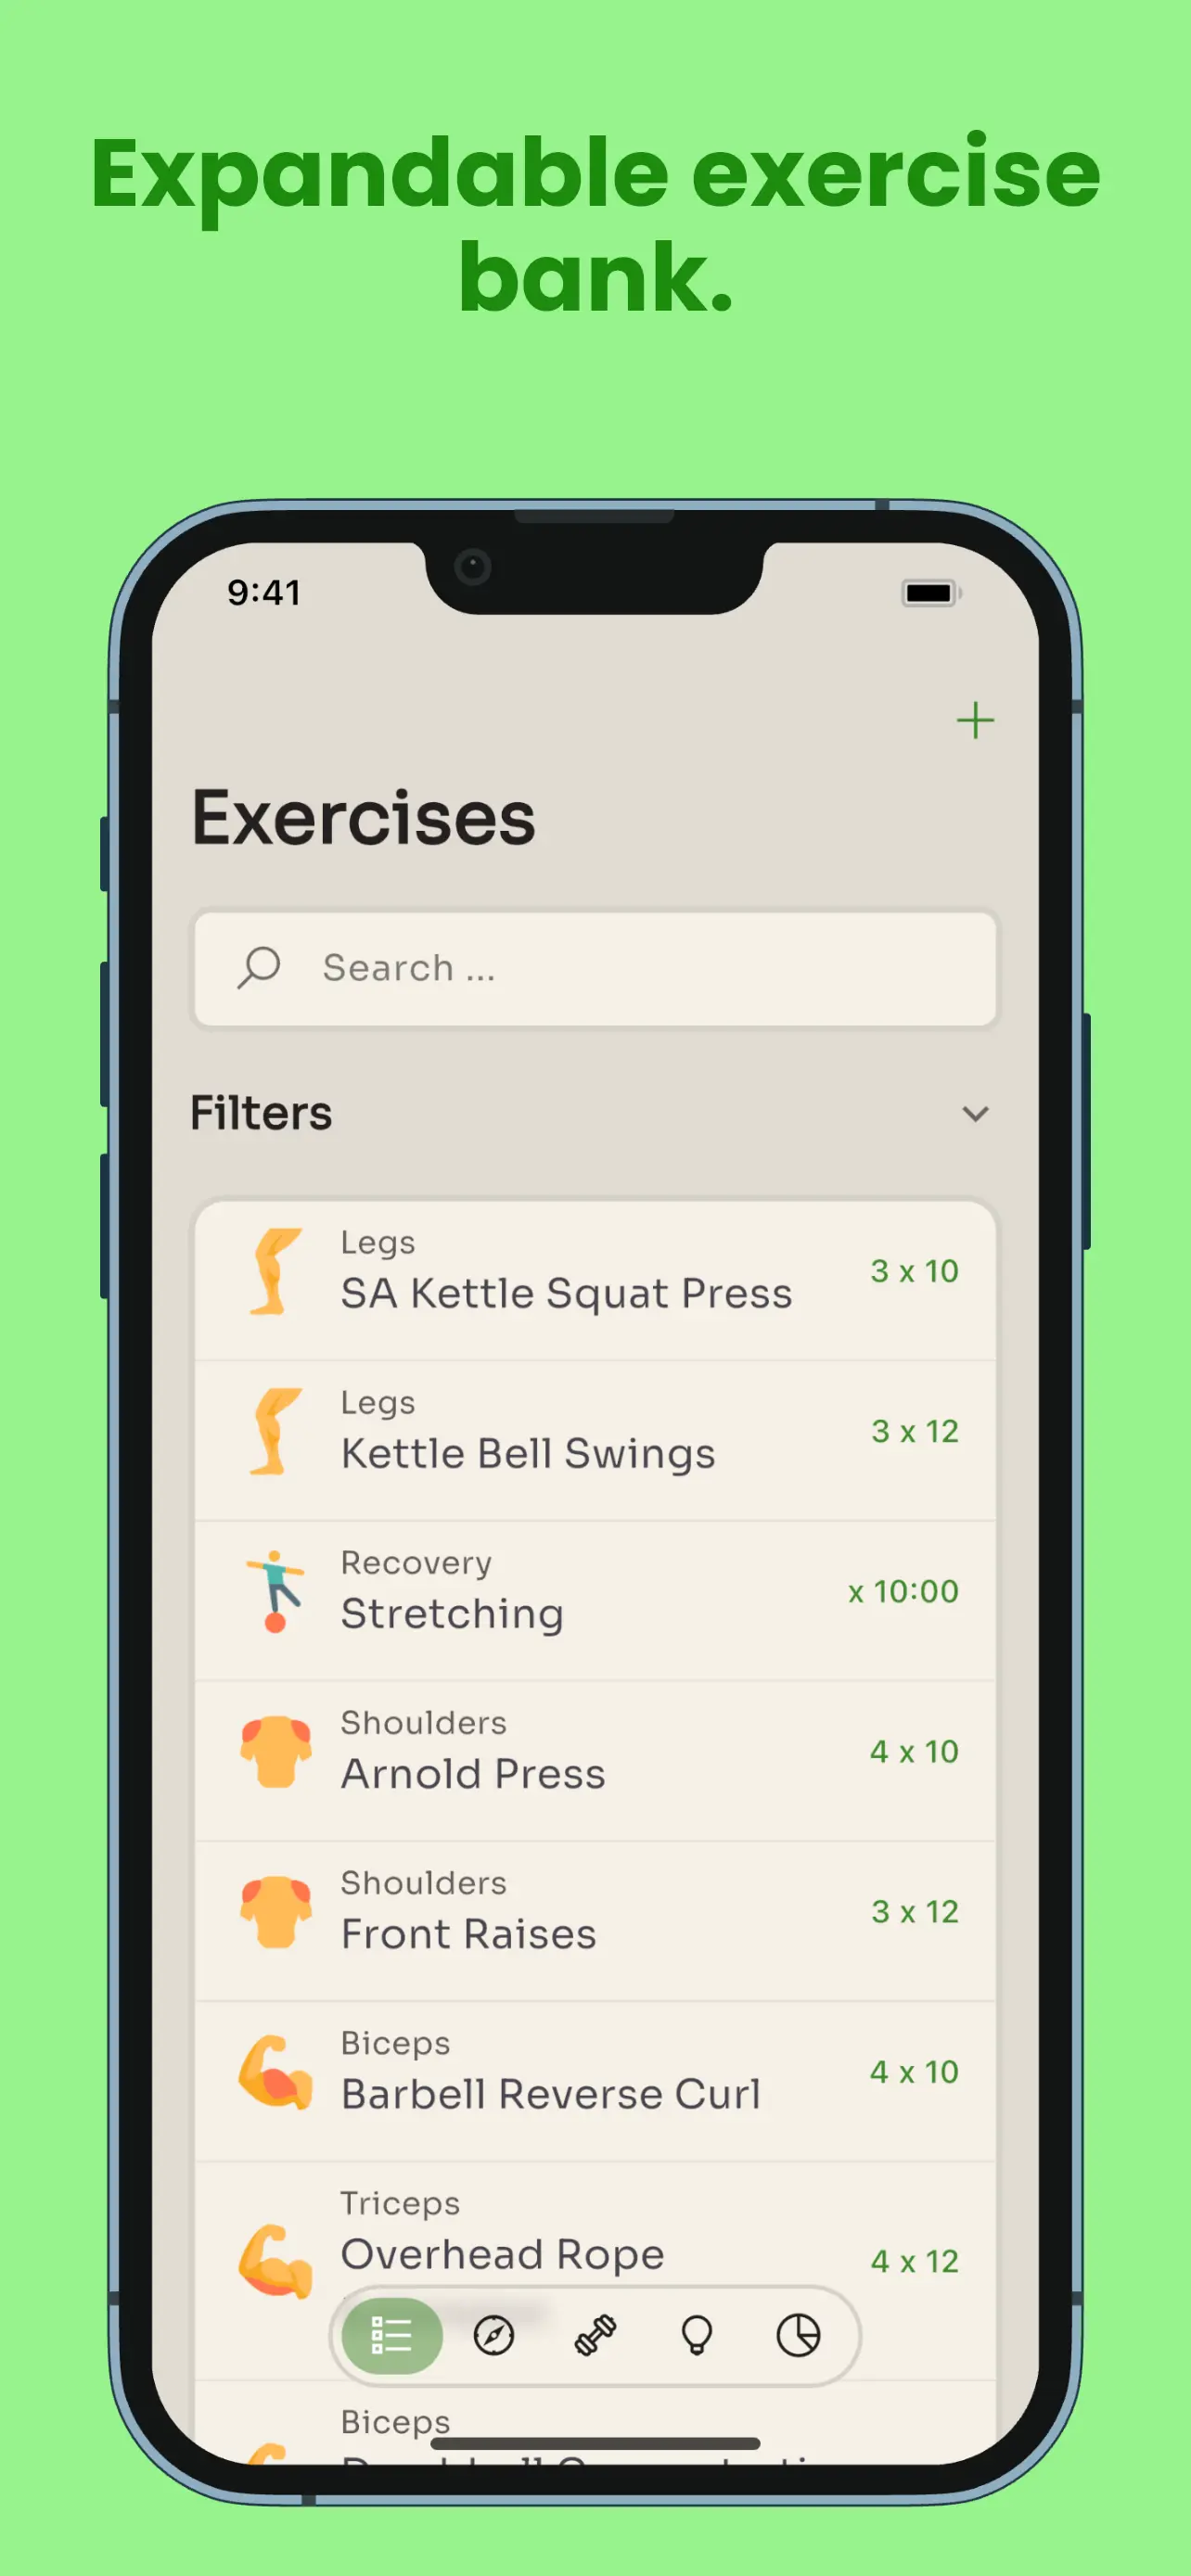 Expandable exercise
bank.
9:41
Exercises
Search ...
Filters
Legs
SA Kettle Squat Press
3 x 10
Legs
Kettle Bell Swings
3 x 12
Recovery
Stretching
x 10:00
Shoulders
Arnold Press
4 x 10
Shoulders
Front Raises
3 x 12
Biceps
Barbell Reverse Curl
4 x 10
Triceps
Overhead Rope
4 x 12
Biceps